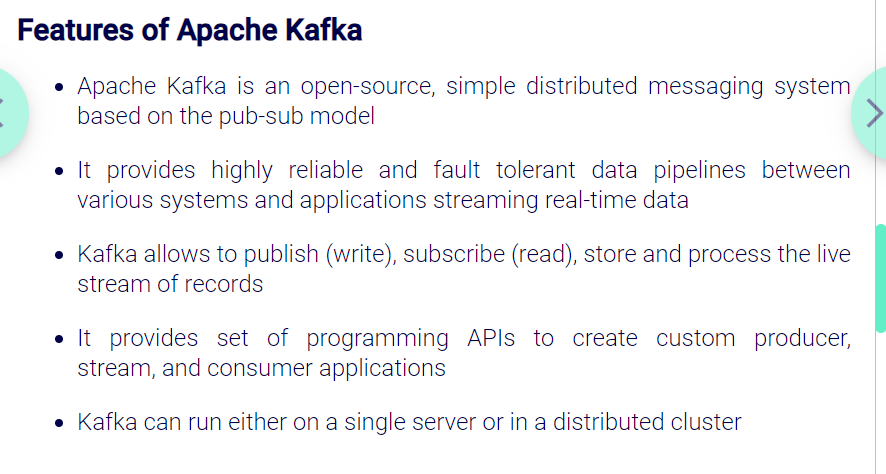 Features of Apache Kafka
• Apache Kafka is an open-source, simple distributed messaging system
based on the pub-sub model
• It provides highly reliable and fault tolerant data pipelines between
various systems and applications streaming real-time data
• Kafka allows to publish (write), subscribe (read), store and process the live
stream of records
• It provides set of programming APIs to create custom producer,
stream, and consumer applications
• Kafka can run either on a single server or in a distributed cluster